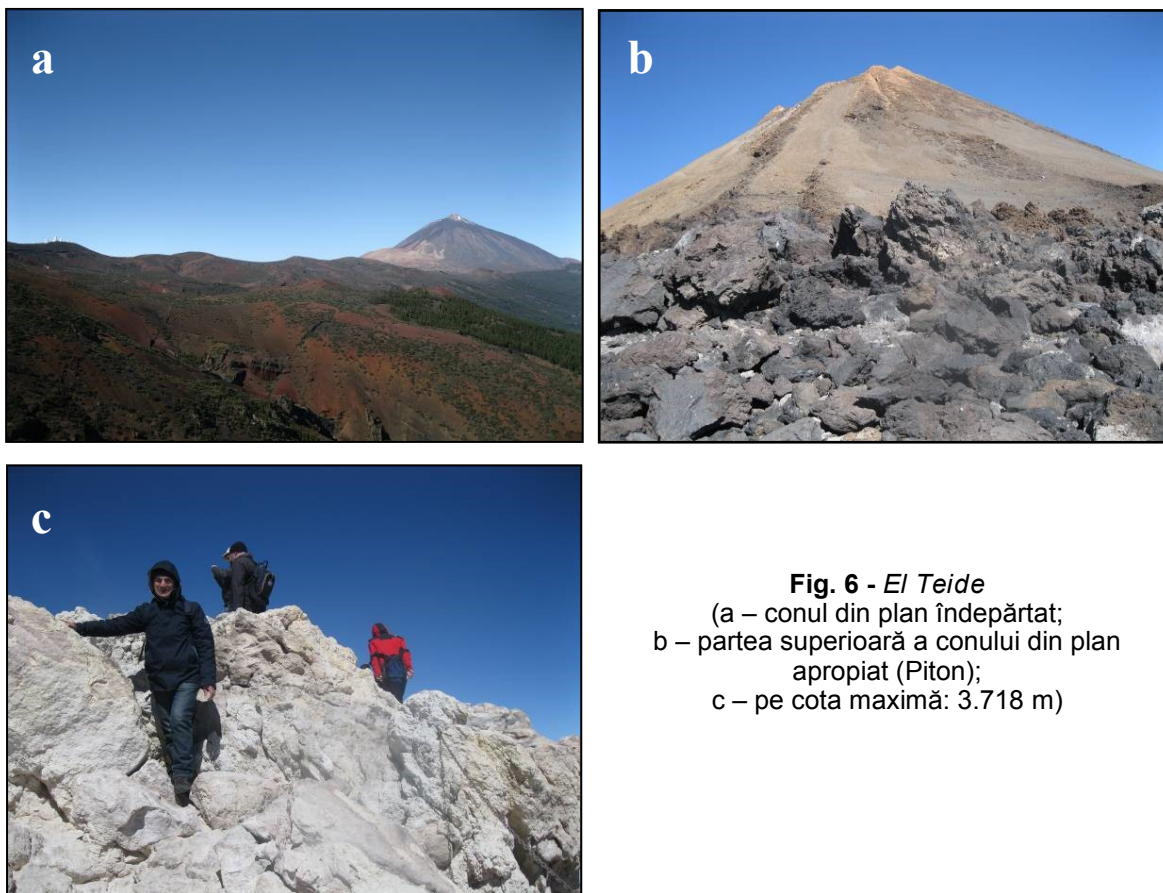 a
b
c
Fig. 6 - El Teide
(a – conul din plan îndepărtat;
b – partea superioară a conului din plan
apropiat (Piton);
c – pe cota maximă: 3.718 m)